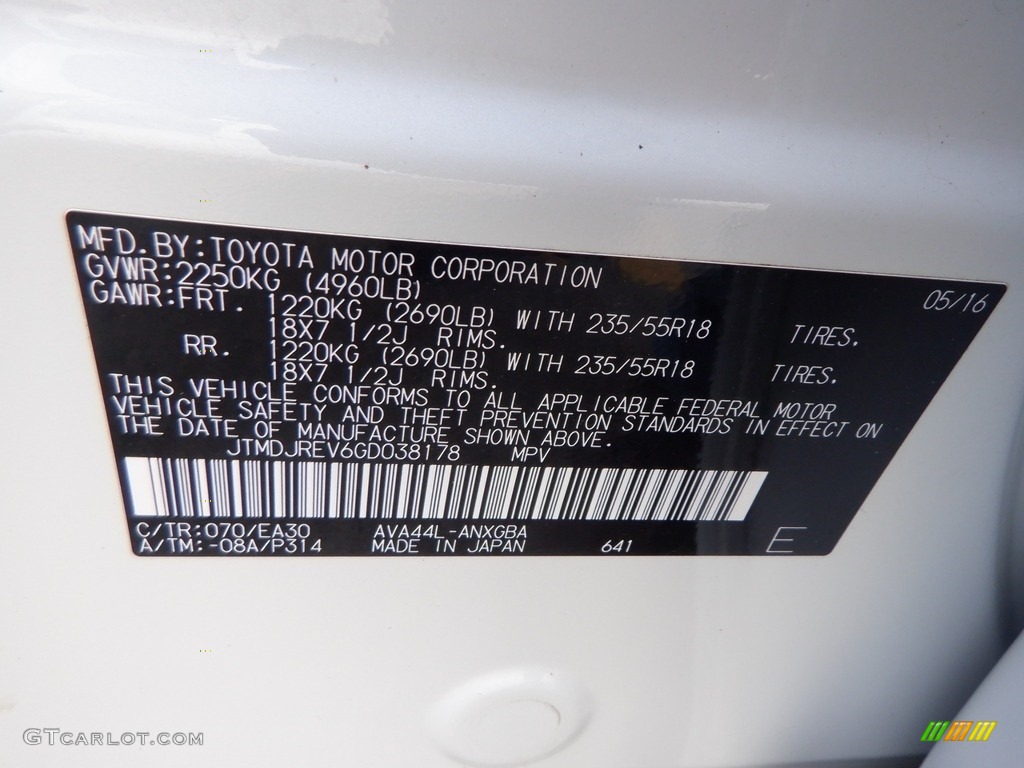 MFD. BY: TOYOTA MOTOR CORPORATION 05/16
GVWR: 2250KG (4960LB)
GAWR: FRT. 1220KG (2690LB) WITH 235/55R18 TIRES.
18X7 1/2J RIMS.
RR. 1220KG (2690LB) WITH 235/55R18 TIRES.
18X7 1/2J RIMS.
THIS VEHICLE CONFORMS TO ALL APPLICABLE FEDERAL MOTOR
VEHICLE SAFETY AND THEFT PREVENTION STANDARDS IN EFFECT ON
THE DATE OF MANUFACTURE SHOWN ABOVE.
JTMDJREV6GD038178 MPV
C/TR: 070/EA30 AVA44L-ANXGBA
A/TM: -08A/P314 MADE IN JAPAN 641 E
GTCARLOT.COM